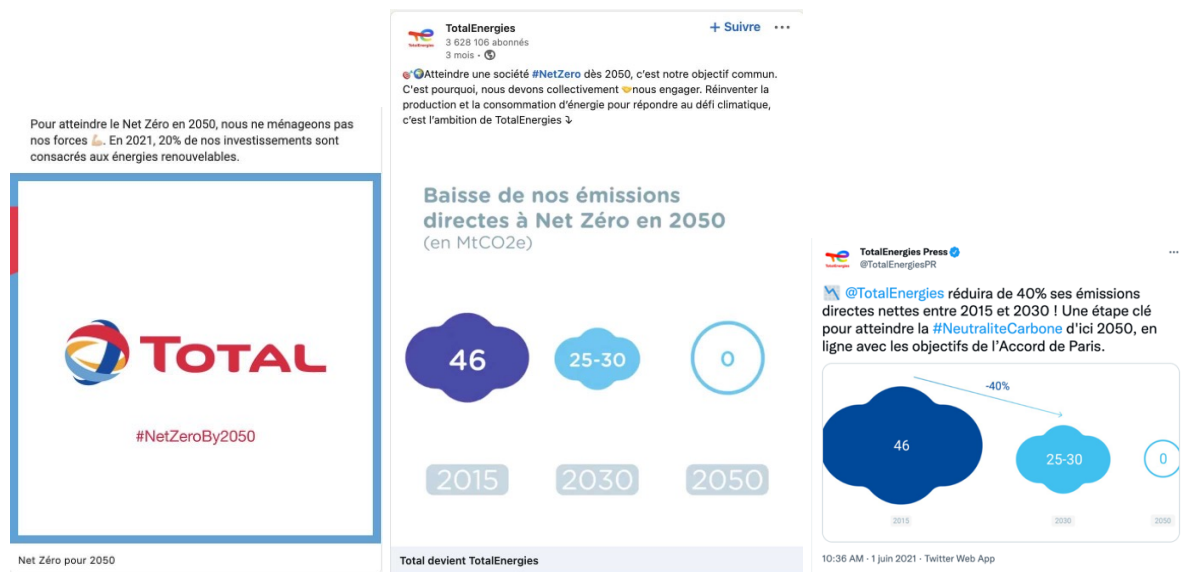 Pour atteindre le Net Zéro en 2050, nous ne ménageons pas
nos forces 💪🏻. En 2021, 20% de nos investissements sont
consacrés aux énergies renouvelables.
TOTAL
#NetZeroBy2050
Net Zéro pour 2050
TotalEnergies
+ Suivre ···
3 628 106 abonnés
3 mois ·
TotalEnergies
🎯🌍Atteindre une société #NetZero dès 2050, c'est notre objectif commun.
C'est pourquoi, nous devons collectivement 🤝nous engager. Réinventer la
production et la consommation d'énergie pour répondre au défi climatique,
c'est l'ambition de TotalEnergies ⤵
Baisse de nos émissions
directes à Net Zéro en 2050
(en MtCO2e)
46 25-30 0
2015 2030 2050
Total devient TotalEnergies
TotalEnergies Press
···
@TotalEnergiesPR
TotalEnergies
📉 @TotalEnergies réduira de 40% ses émissions
directes nettes entre 2015 et 2030 ! Une étape clé
pour atteindre la #NeutraliteCarbone d'ici 2050, en
ligne avec les objectifs de l'Accord de Paris.
-40%
46 25-30 0
2015 2030 2050
10:36 AM · 1 juin 2021 · Twitter Web App